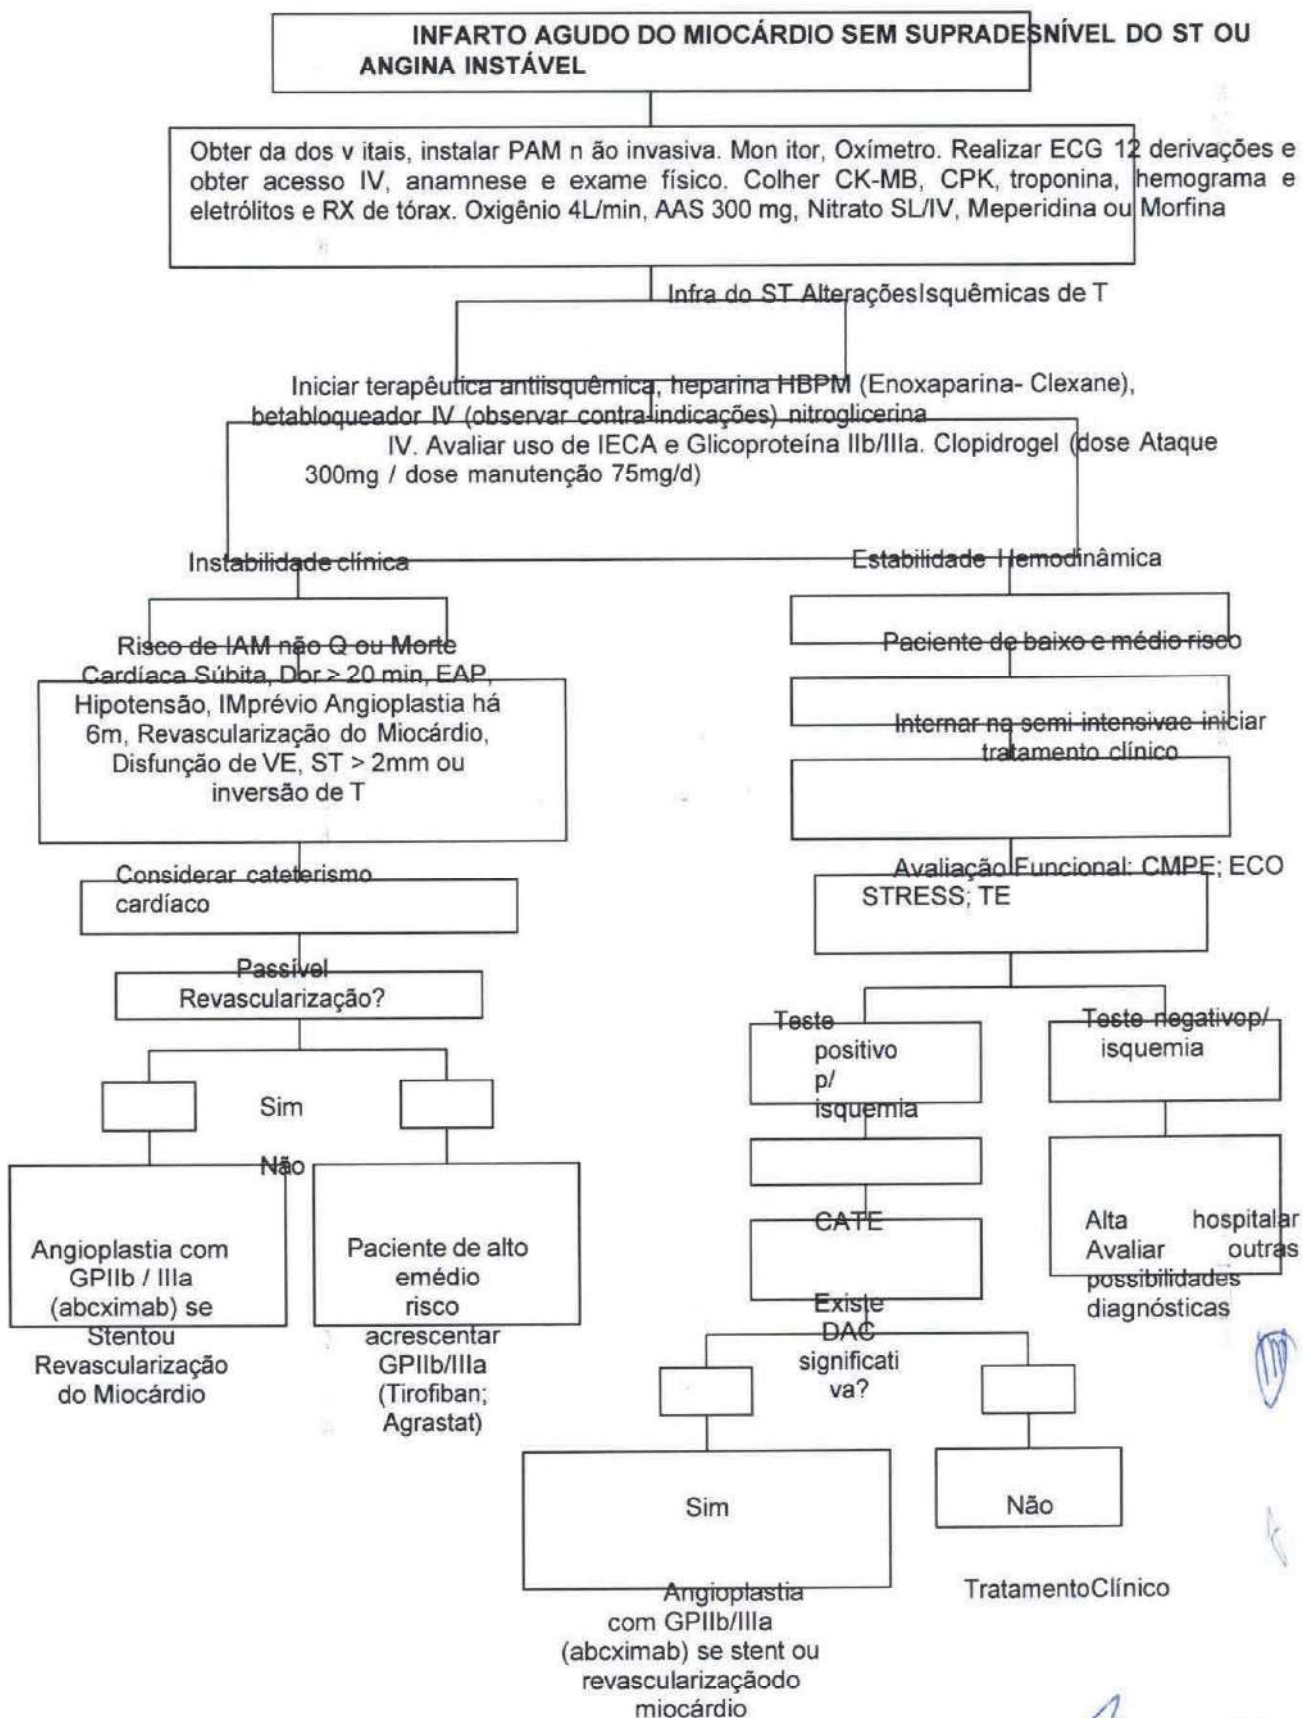 INFARTO AGUDO DO MIOCÁRDIO SEM SUPRADESNÍVEL DO ST OU
ANGINA INSTÁVEL
Obter da dos v itais, instalar PAM n ão invasiva. Mon itor, Oxímetro. Realizar ECG 12 derivações e
obter acesso IV, anamnese e exame físico. Colher CK-MB, CPK, troponina, hemograma e
eletrólitos e RX de tórax. Oxigênio 4L/min, AAS 300 mg, Nitrato SL/IV, Meperidina ou Morfina
Infra do ST AlteraçõesIsquêmicas de T
Iniciar terapêutica antiisquêmica, heparina HBPM (Enoxaparina- Clexane),
betabloqueador IV (observar contra-indicações) nitroglicerina
IV. Avaliar uso de IECA e Glicoproteína IIb/IIIa. Clopidrogel (dose Ataque
300mg / dose manutenção 75mg/d)
Instabilidade clínica
Risco de IAM não Q ou Morte
Cardíaca Súbita, Dor > 20 min, EAP,
Hipotensão, IMprévio Angioplastia há
6m, Revascularização do Miocárdio,
Disfunção de VE, ST > 2mm ou
inversão de T
Considerar cateterismo
cardíaco
Passível
Revascularização?
Sim
Não
Angioplastia com
GPIIb / IIIa
(abcximab) se
Stentou
Revascularização
do Miocárdio
Paciente de alto
emédio
risco
acrescentar
GPIIb/IIIa
(Tirofiban;
Agrastat)
Estabilidade Hemodinâmica
Paciente de baixo e médio risco
Internar na semi-intensivae iniciar
tratamento clínico
Avaliação Funcional: CMPE; ECO
STRESS; TE
Teste
positivo
p/
isquemia
Teste negativop/
isquemia
CATE
Alta hospitalar
Avaliar outras
possibilidades
diagnósticas
Existe
DAC
significati
va?
Sim
Não
Angioplastia
com GPIIb/IIIa
(abcximab) se stent ou
revascularizaçãodo
miocárdio
TratamentoClínico